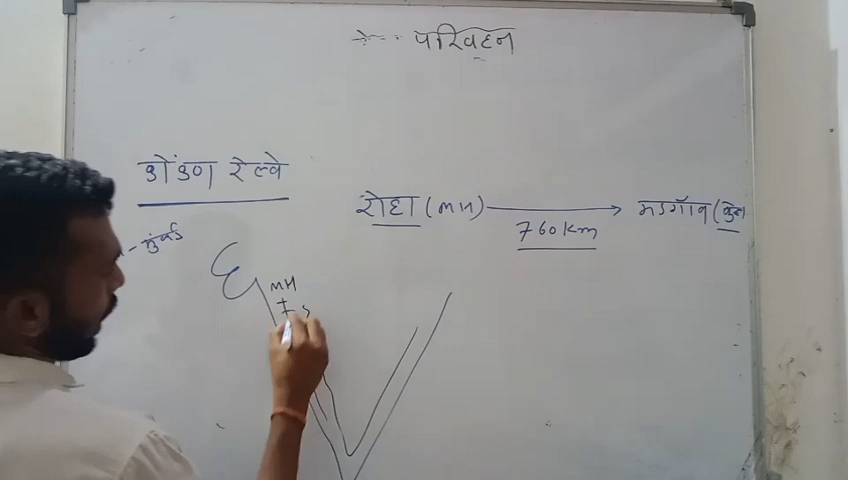 परिवहन
कोंकण रेल्वे
रोहा (MH) → मडगाँव (
760km
मुंबई
MH